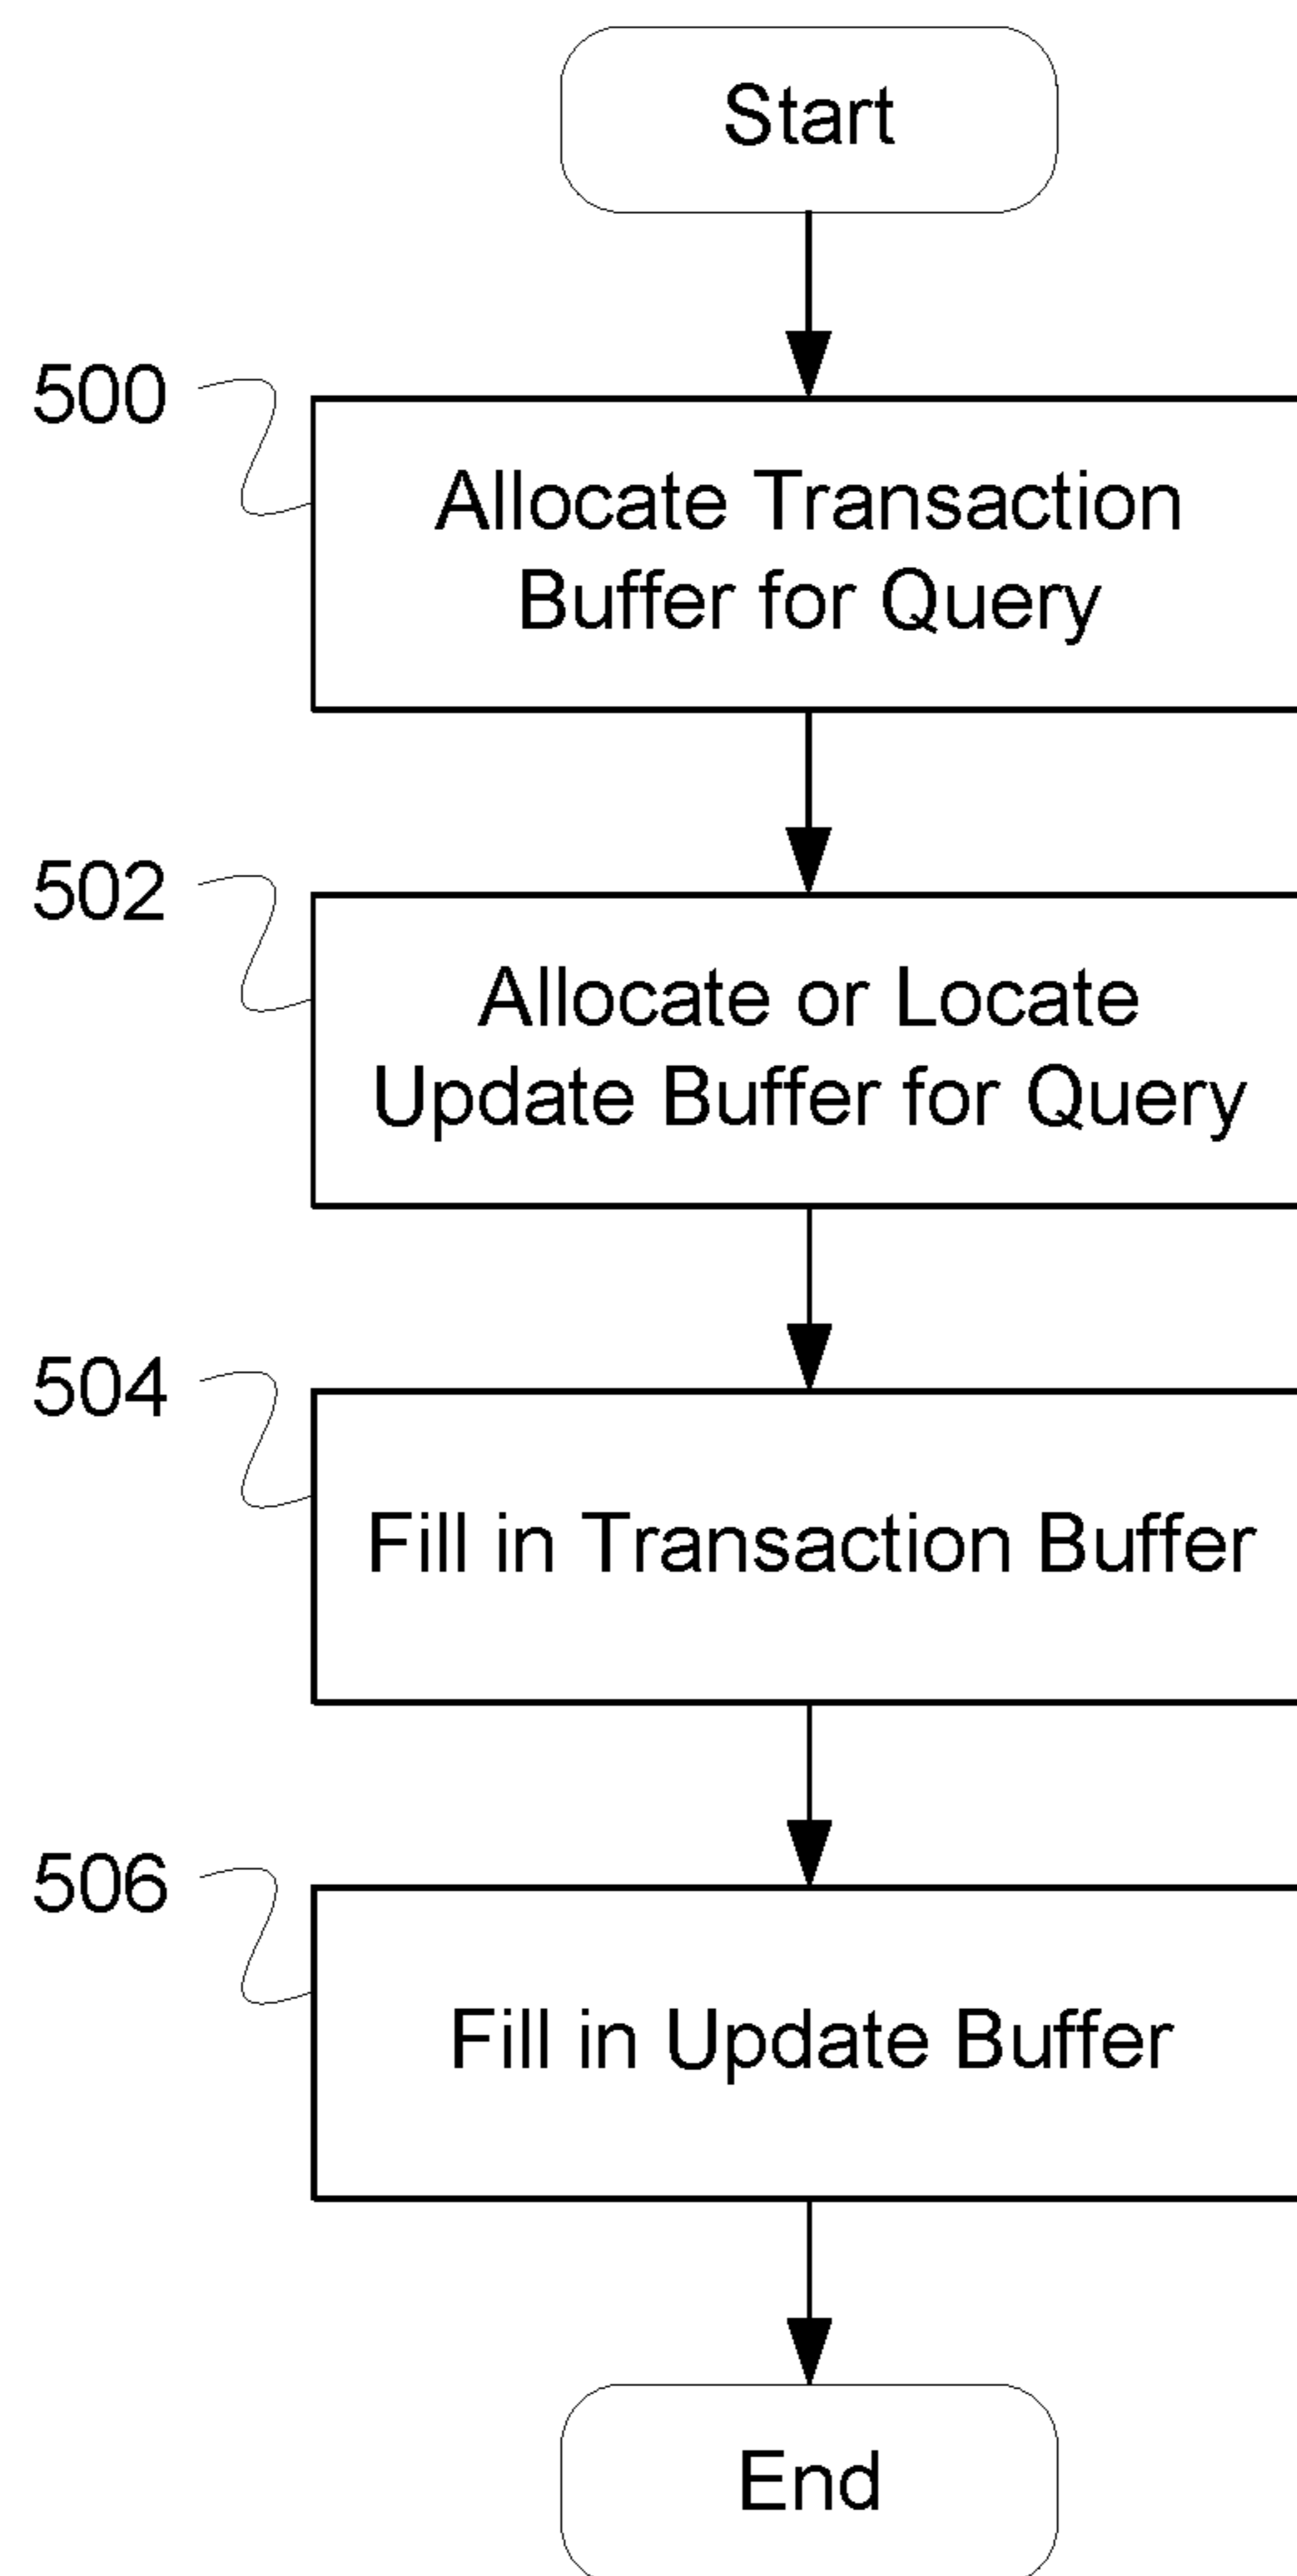 Start
500
Allocate Transaction
Buffer for Query
502
Allocate or Locate
Update Buffer for Query
504
Fill in Transaction Buffer
506
Fill in Update Buffer
End